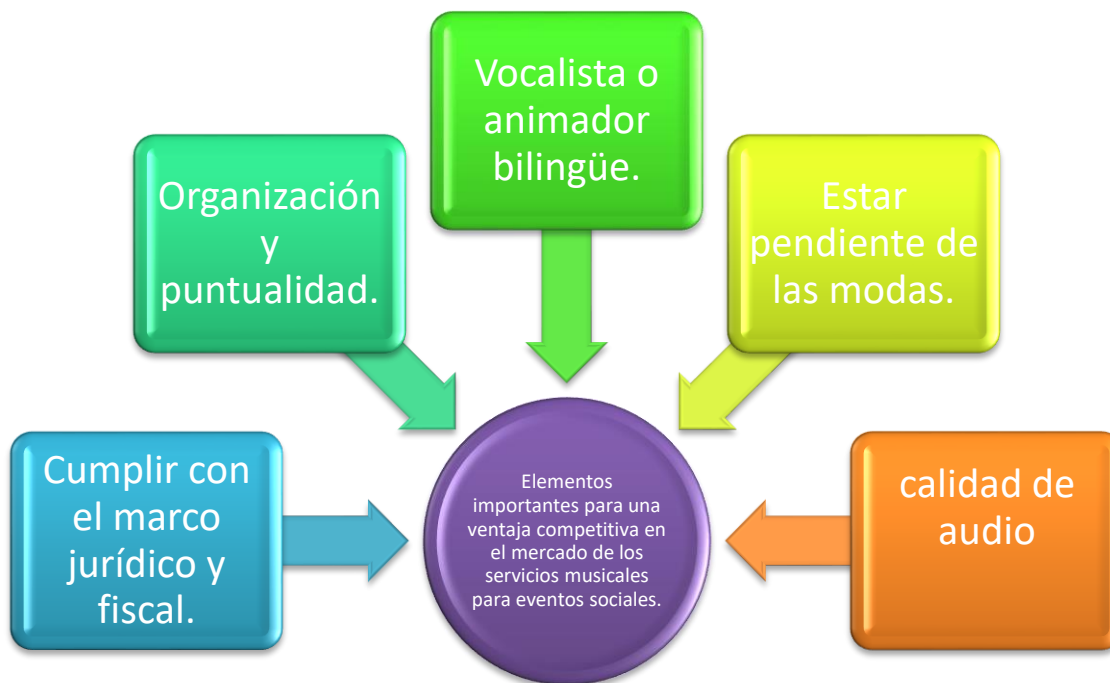 Vocalista o
animador
bilingüe.
Organización
y
puntualidad.
Estar
pendiente de
las modas.
Cumplir con
el marco
jurídico y
fiscal.
Elementos
importantes para una
ventaja competitiva en
el mercado de los
servicios musicales
para eventos sociales.
calidad de
audio